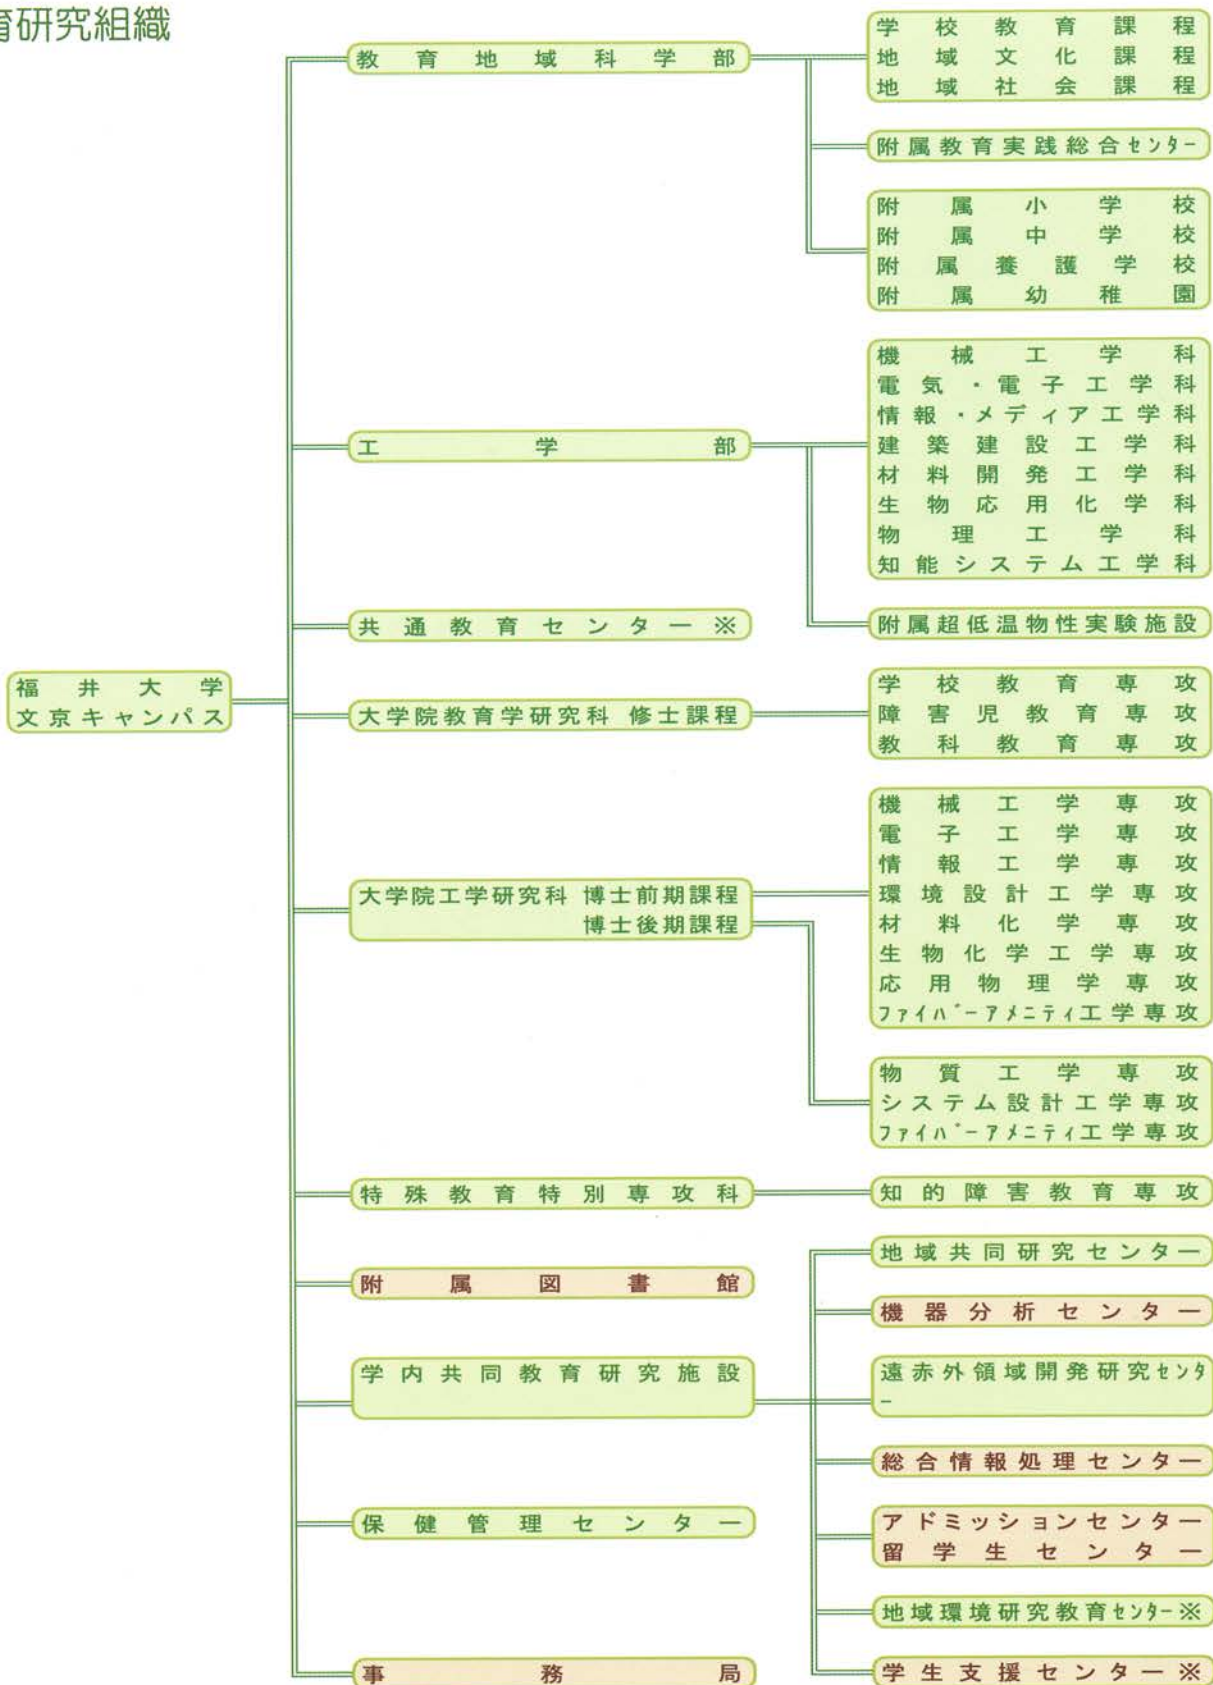 育研究組織
福井大学
文京キャンパス
教育地域科学部
学校教育課程
地域文化課程
地域社会課程
附属教育実践総合センター
附属小学校
附属中学校
附属養護学校
附属幼稚園
工学部
機械工学科
電気・電子工学科
情報・メディア工学科
建築建設工学科
材料開発工学科
生物応用化学科
物理工学科
知能システム工学科
附属超低温物性実験施設
共通教育センター※
大学院教育学研究科 修士課程
学校教育専攻
障害児教育専攻
教科教育専攻
大学院工学研究科 博士前期課程
博士後期課程
機械工学専攻
電子工学専攻
情報工学専攻
環境設計工学専攻
材料化学専攻
生物化学工学専攻
応用物理学専攻
ファイバーアメニティ工学専攻
物質工学専攻
システム設計工学専攻
ファイバーアメニティ工学専攻
特殊教育特別専攻科
知的障害教育専攻
附属図書館
学内共同教育研究施設
地域共同研究センター
機器分析センター
遠赤外領域開発研究センタ
ー
総合情報処理センター
アドミッションセンター
留学生センター
地域環境研究教育センター※
学生支援センター※
保健管理センター
事務局